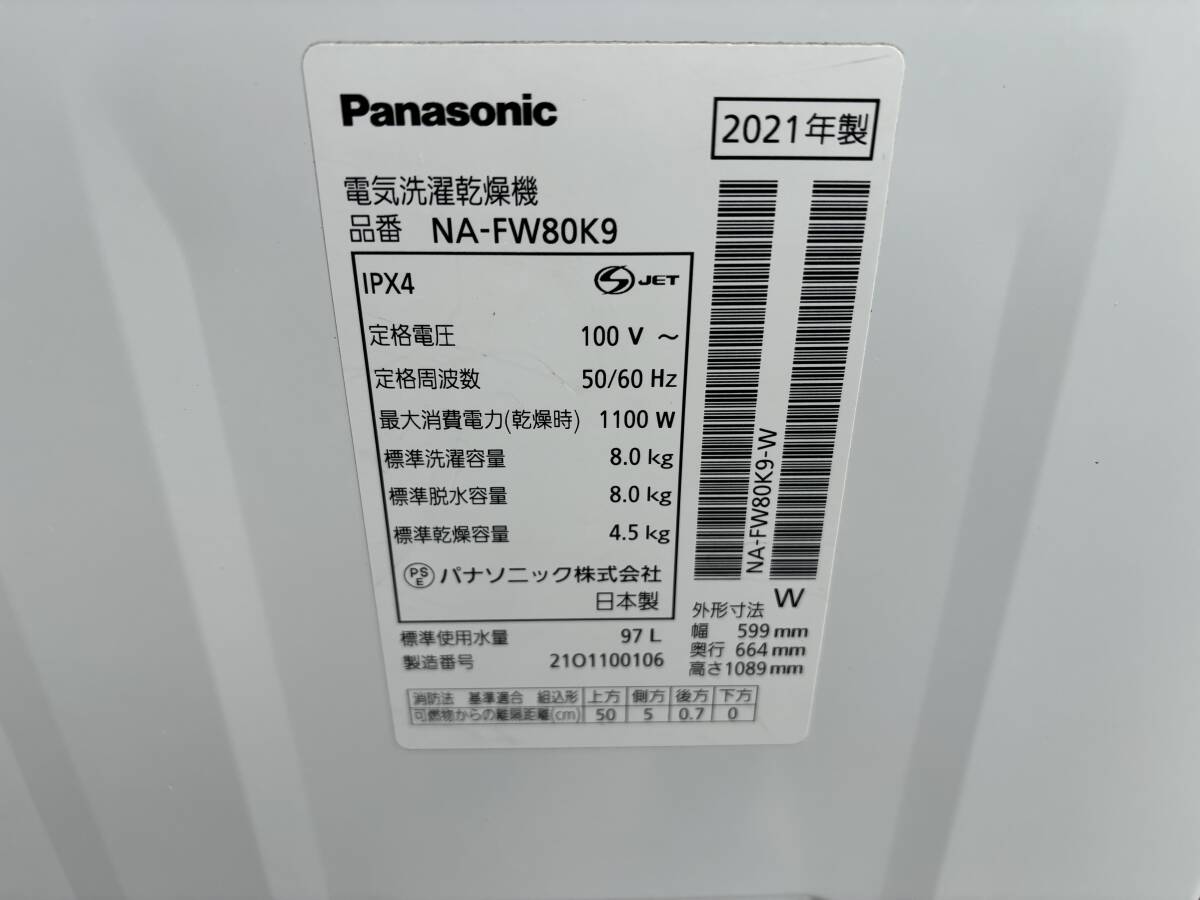 Panasonic
2021年製
電気洗濯乾燥機
品番 NA-FW80K9
IPX4 S JET
定格電圧 100 V ～
定格周波数 50/60 Hz
最大消費電力(乾燥時) 1100 W
標準洗濯容量 8.0 kg
標準脱水容量 8.0 kg
標準乾燥容量 4.5 kg
PS E パナソニック株式会社
日本製
標準使用水量 97 L
製造番号 21O1100106
NA-FW80K9-W
外形寸法 W
幅 599 mm
奥行 664 mm
高さ1089 mm
消防法 基準適合 組込形 上方 側方 後方 下方
可燃物からの離隔距離(cm) 50 5 0.7 0